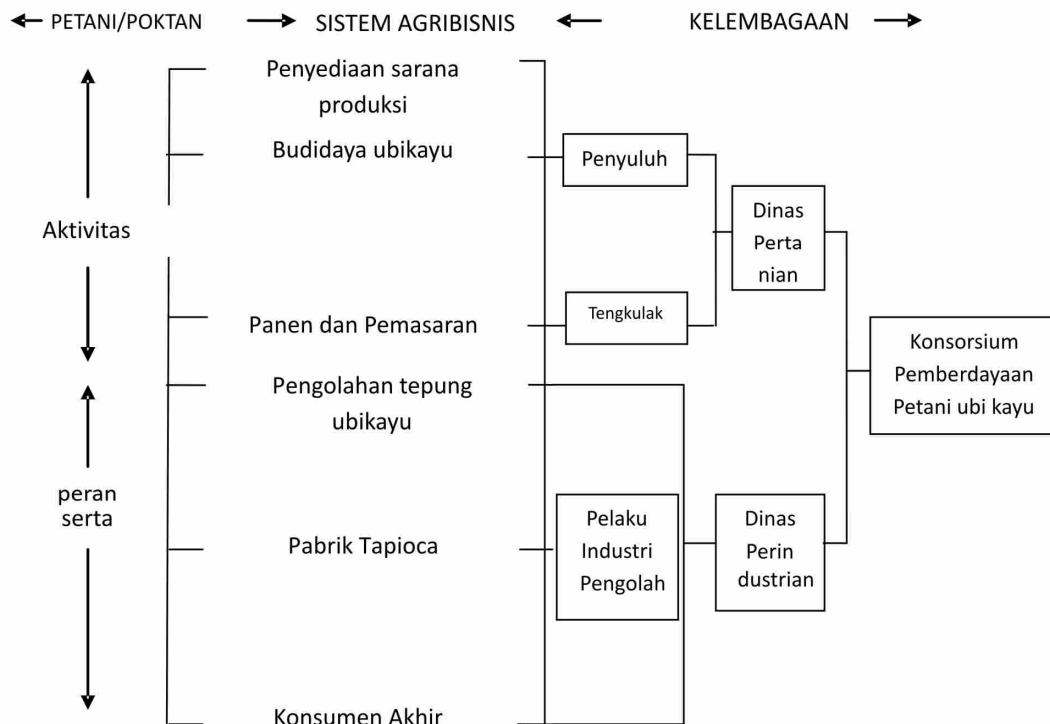 PETANI/POKTAN SISTEM AGRIBISNIS KELEMBAGAAN
Penyediaan sarana
produksi
Budidaya ubikayu
Penyuluh
Aktivitas
Dinas
Perta
nian
Panen dan Pemasaran
Tengkulak
Konsorsium
Pemberdayaan
Petani ubi kayu
Pengolahan tepung
ubikayu
peran
serta
Pabrik Tapioca
Pelaku
Industri
Pengolah
Dinas
Perin
dustrian
Konsumen Akhir